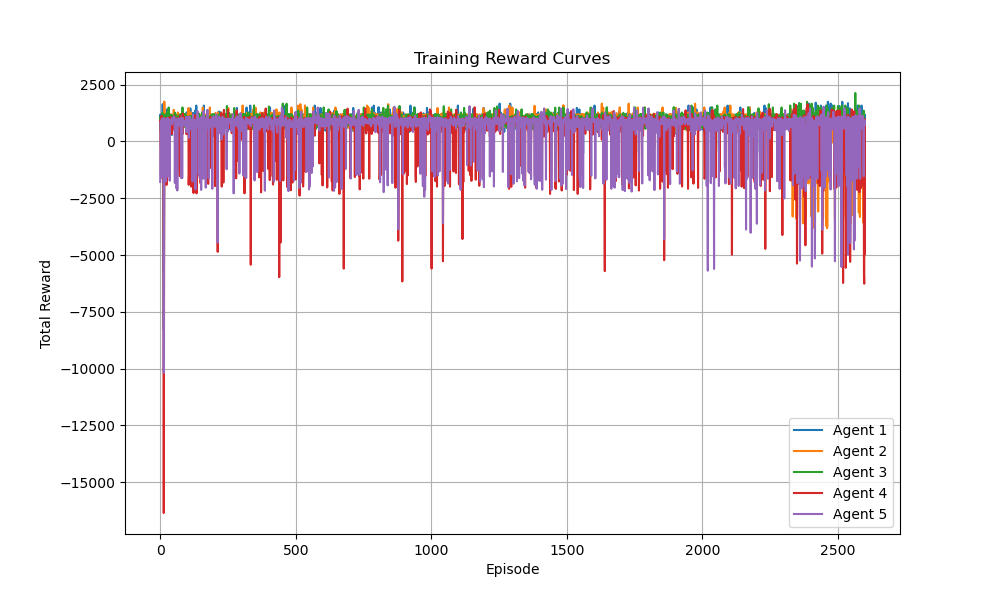 Training Reward Curves
Total Reward
2500
0
−2500
−5000
−7500
−10000
−12500
−15000
0 500 1000 1500 2000 2500
Episode
Agent 1
Agent 2
Agent 3
Agent 4
Agent 5